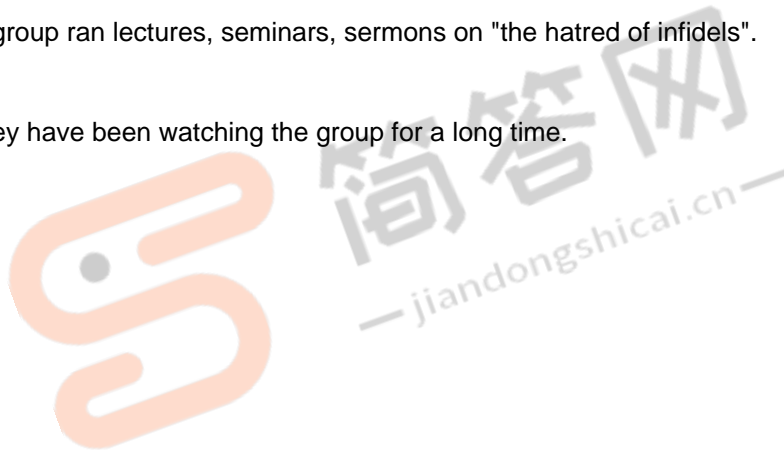 group ran lectures, seminars, sermons on "the hatred of infidels".
ey have been watching the group for a long time.
简答网
jiandongshicai.cn